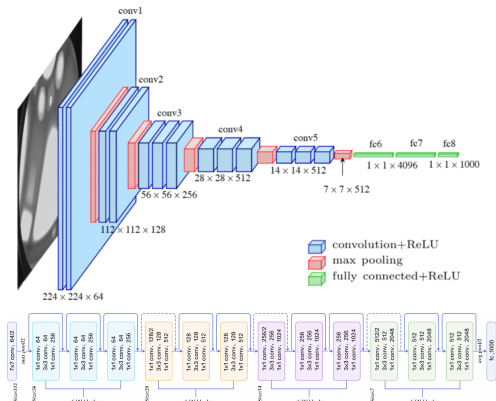 conv1
conv2
conv3
conv4
conv5
fc6
fc7
fc8
1 × 1 × 4096
1 × 1 × 1000
14 × 14 × 512
28 × 28 × 512
7 × 7 × 512
56 × 56 × 256
112 × 112 × 128
224 × 224 × 64
convolution+ReLU
max pooling
fully connected+ReLU
7x7 conv, 64/2
max pool/2
1x1 conv, 64
3x3 conv, 64
1x1 conv, 256
1x1 conv, 64
3x3 conv, 64
1x1 conv, 256
1x1 conv, 64
3x3 conv, 64
1x1 conv, 256
1x1 conv, 128/2
3x3 conv, 128
1x1 conv, 512
1x1 conv, 128
3x3 conv, 128
1x1 conv, 512
1x1 conv, 128
3x3 conv, 128
1x1 conv, 512
1x1 conv, 256/2
3x3 conv, 256
1x1 conv, 1024
1x1 conv, 256
3x3 conv, 256
1x1 conv, 1024
1x1 conv, 256
3x3 conv, 256
1x1 conv, 1024
1x1 conv, 512/2
3x3 conv, 512
1x1 conv, 2048
1x1 conv, 512
3x3 conv, 512
1x1 conv, 2048
1x1 conv, 512
3x3 conv, 512
1x1 conv, 2048
fc ,1000